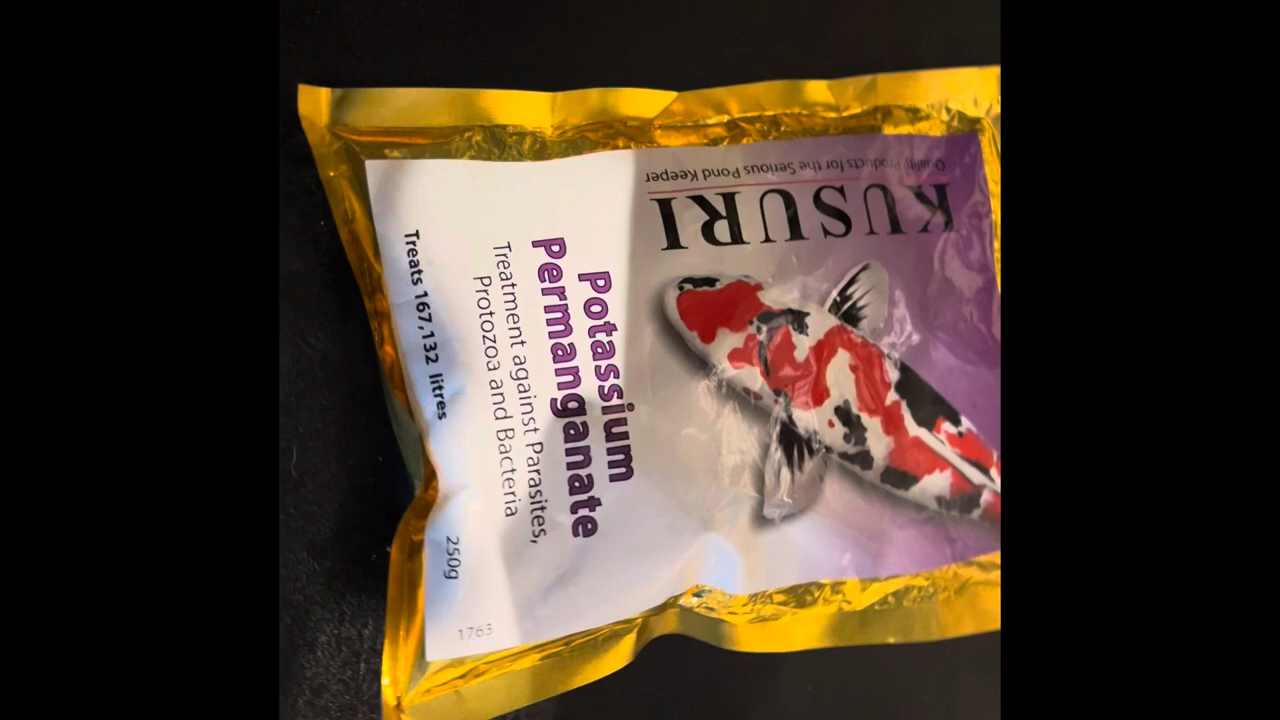 KUSURI
Quality Products for the Serious Pond Keeper
Potassium
Permanganate
Treatment against Parasites,
Protozoa and Bacteria
Treats 167,132 litres
250g
1763